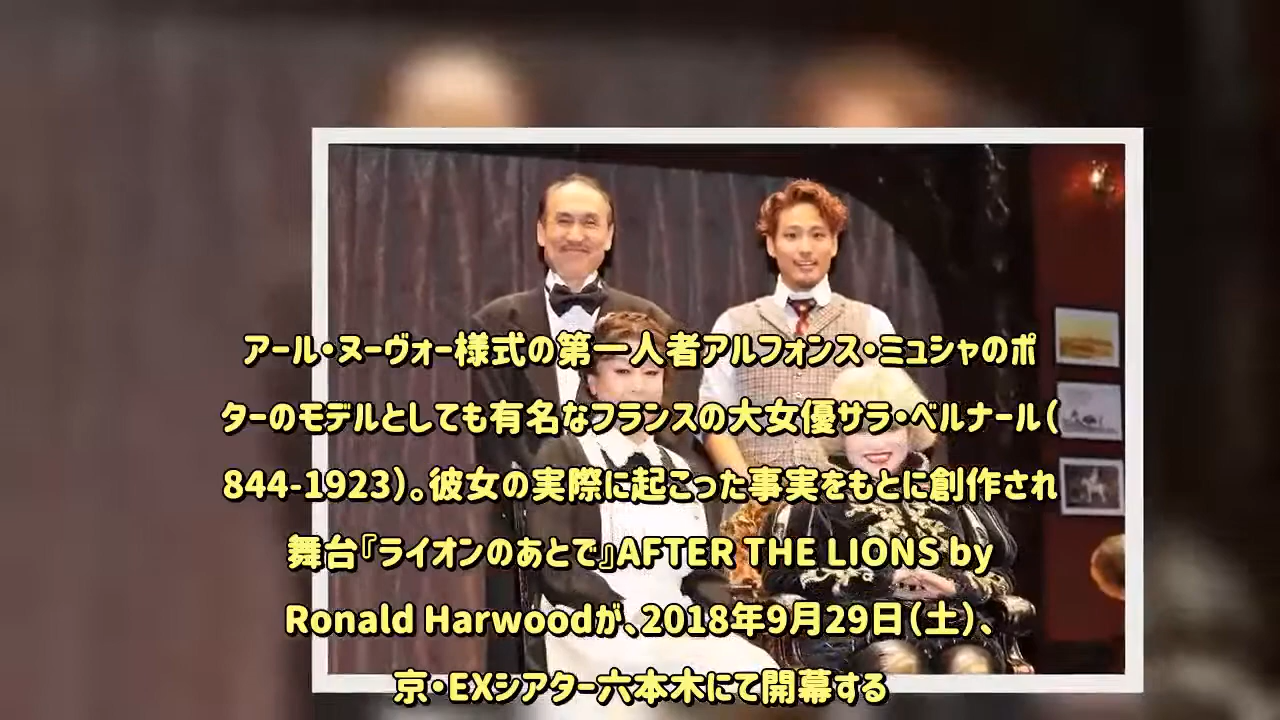 アール・ヌーヴォー様式の第一人者アルフォンス・ミュシャのポ
ターのモデルとしても有名なフランスの大女優サラ・ベルナール(
844-1923)。彼女の実際に起こった事実をもとに創作され
舞台『ライオンのあとで』AFTER THE LIONS by
Ronald Harwoodが、2018年9月29日(土)、
京・EXシアター六本木にて開幕する